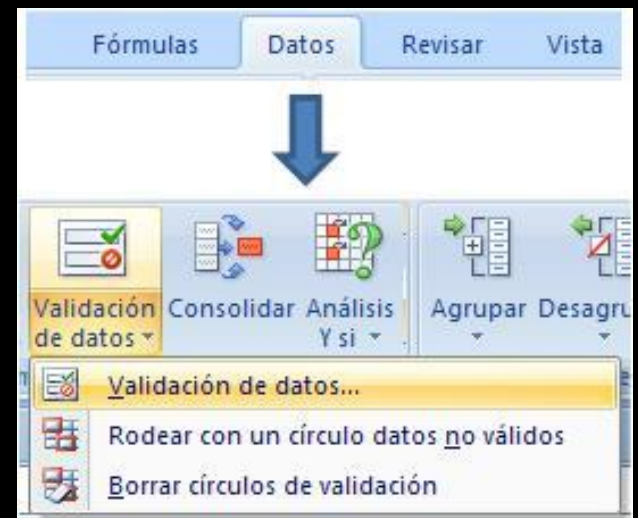 Fórmulas Datos Revisar Vista
Validación de datos Consolidar Análisis Y si Agrupar Desagru
Validación de datos...
Rodear con un círculo datos no válidos
Borrar círculos de validación